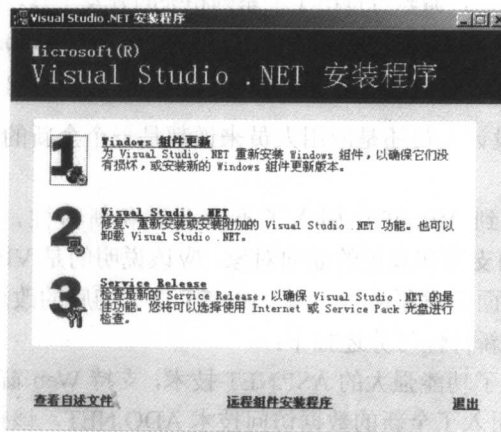 Visual Studio .NET 安装程序
Microsoft(R)
Visual Studio .NET 安装程序
1
Windows 组件更新
为 Visual Studio .NET 重新安装 Windows 组件，以确保它们没
有损坏，或安装新的 Windows 组件更新版本。
2
Visual Studio .NET
修复、重新安装或安装附加的 Visual Studio .NET 功能。也可以
卸载 Visual Studio .NET。
3
Service Release
检查最新的 Service Release，以确保 Visual Studio .NET 的最
佳功能。您将可以选择使用 Internet 或 Service Pack 光盘进行
检查。
查看自述文件
远程组件安装程序
退出